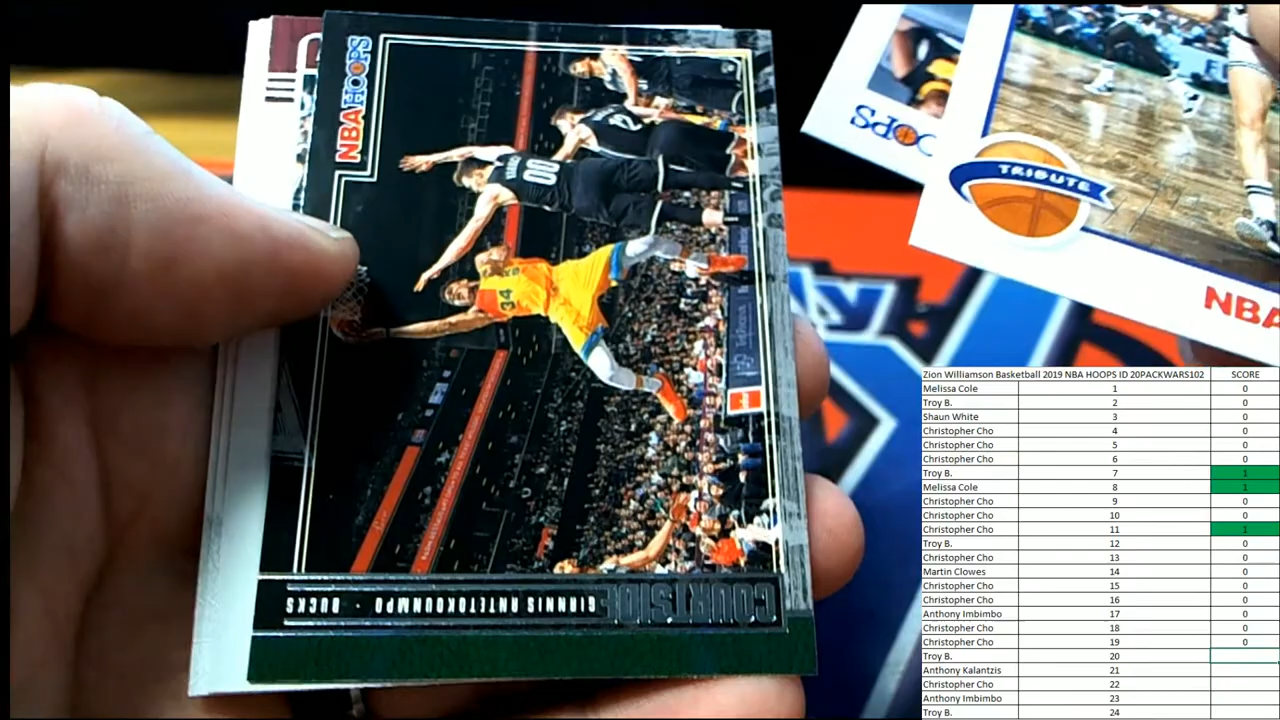 NBA HOOPS
00
12
34
COURTSIDE
GIANNIS ANTETOKOUNMPO • BUCKS
OOPS
TRIBUTE
NBA
Zion Williamson Basketball 2019 NBA HOOPS ID 20PACKWARS102 SCORE
Melissa Cole 1 0
Troy B. 2 0
Shaun White 3 0
Christopher Cho 4 0
Christopher Cho 5 0
Christopher Cho 6 0
Troy B. 7 1
Melissa Cole 8 1
Christopher Cho 9 0
Christopher Cho 10 0
Christopher Cho 11 1
Troy B. 12 0
Christopher Cho 13 0
Martin Clowes 14 0
Christopher Cho 15 0
Christopher Cho 16 0
Anthony Imbimbo 17 0
Christopher Cho 18 0
Christopher Cho 19 0
Troy B. 20
Anthony Kalantzis 21
Christopher Cho 22
Anthony Imbimbo 23
Troy B. 24